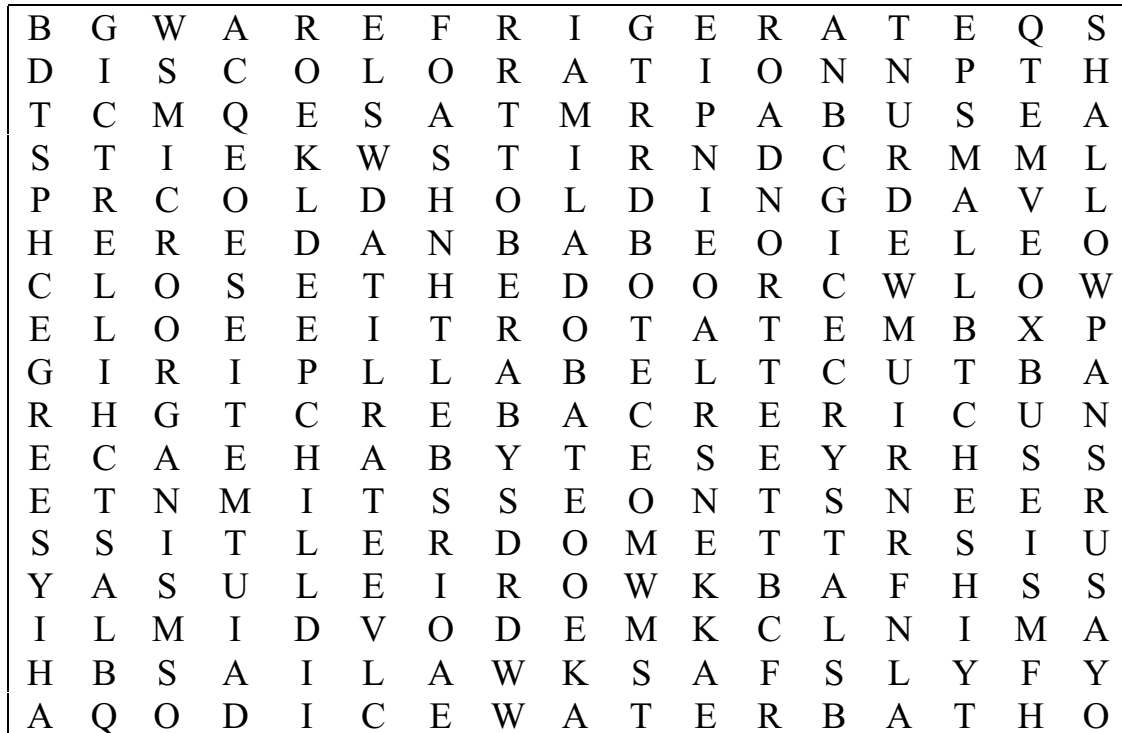 B G W A R E F R I G E R A T E Q S
D I S C O L O R A T I O N N P T H
T C M Q E S A T M R P A B U S E A
S T I E K W S T I R N D C R M M L
P R C O L D H O L D I N G D A V L
H E R E D A N B A B E O I E L E O
C L O S E T H E D O O R C W L O W
E L O E E I T R O T A T E M B X P
G I R I P L L A B E L T C U T B A
R H G T C R E B A C R E R I C U N
E C A E H A B Y T E S E Y R H S S
E T N M I T S S E O N T S N E E R
S S I T L E R D O M E T T R S I U
Y A S U L E I R O W K B A F H S S
I L M I D V O D E M K C L N I M A
H B S A I L A W K S A F S L Y F Y
A Q O D I C E W A T E R B A T H O